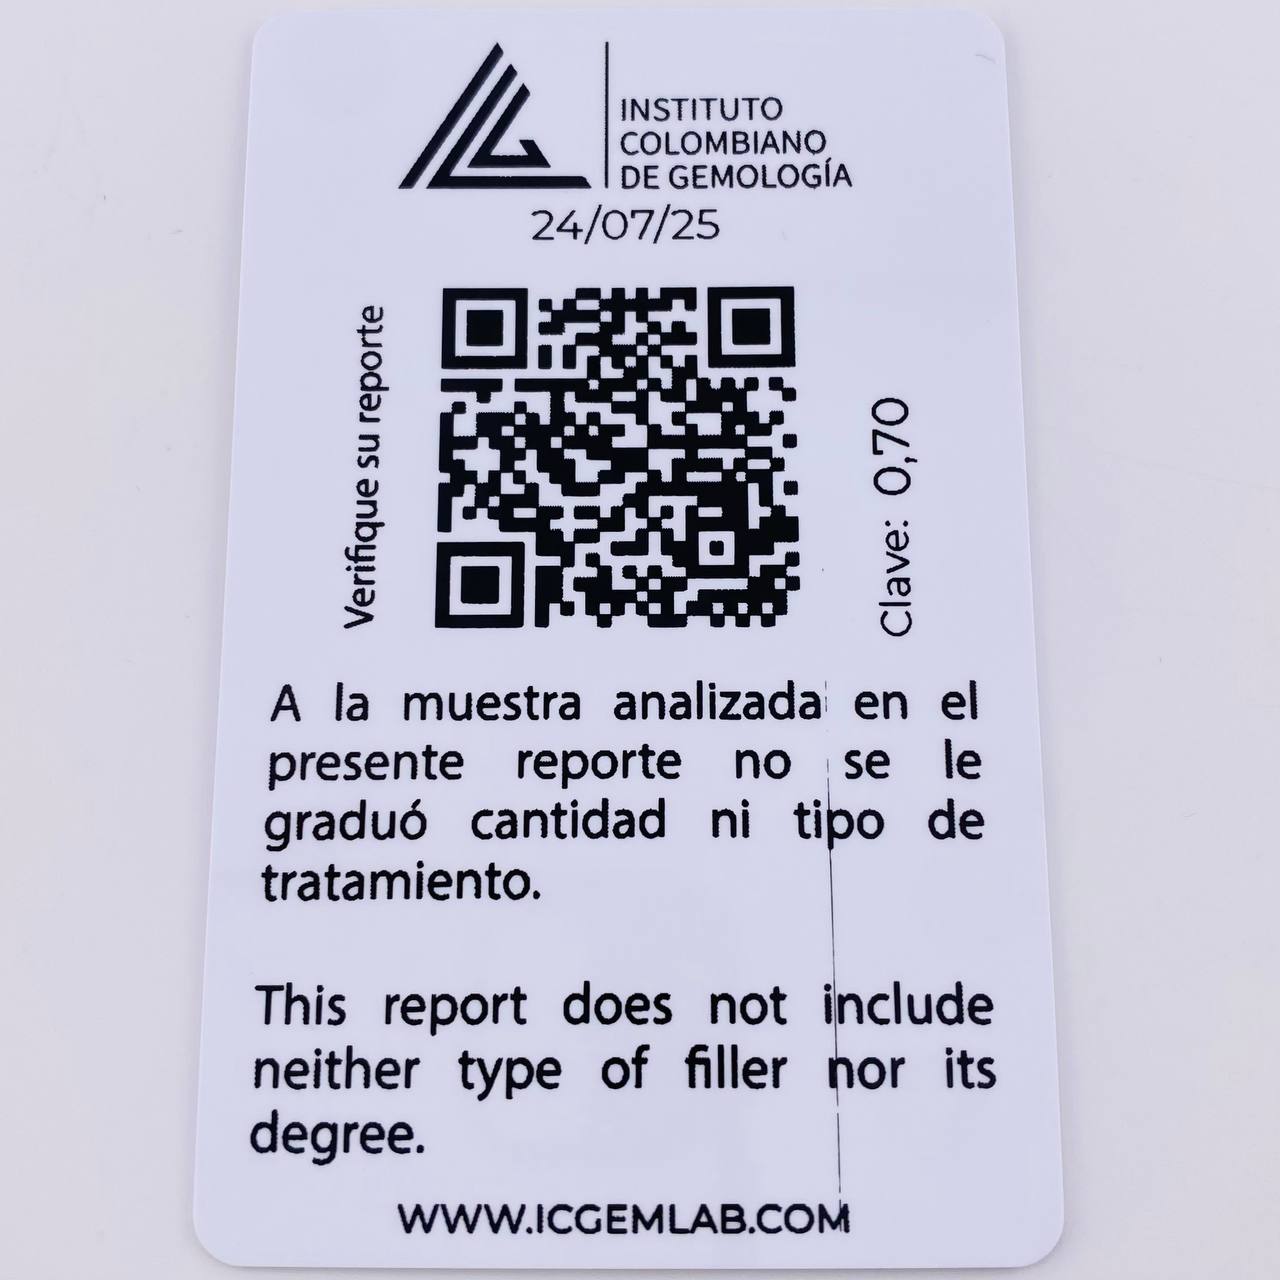 INSTITUTO
COLOMBIANO
DE GEMOLOGÍA
24/07/25
Verifique su reporte
Clave: 0,70
A la muestra analizada en el
presente reporte no se le
graduó cantidad ni tipo de
tratamiento.
This report does not include
neither type of filler nor its
degree.
WWW.ICGEMLAB.COM